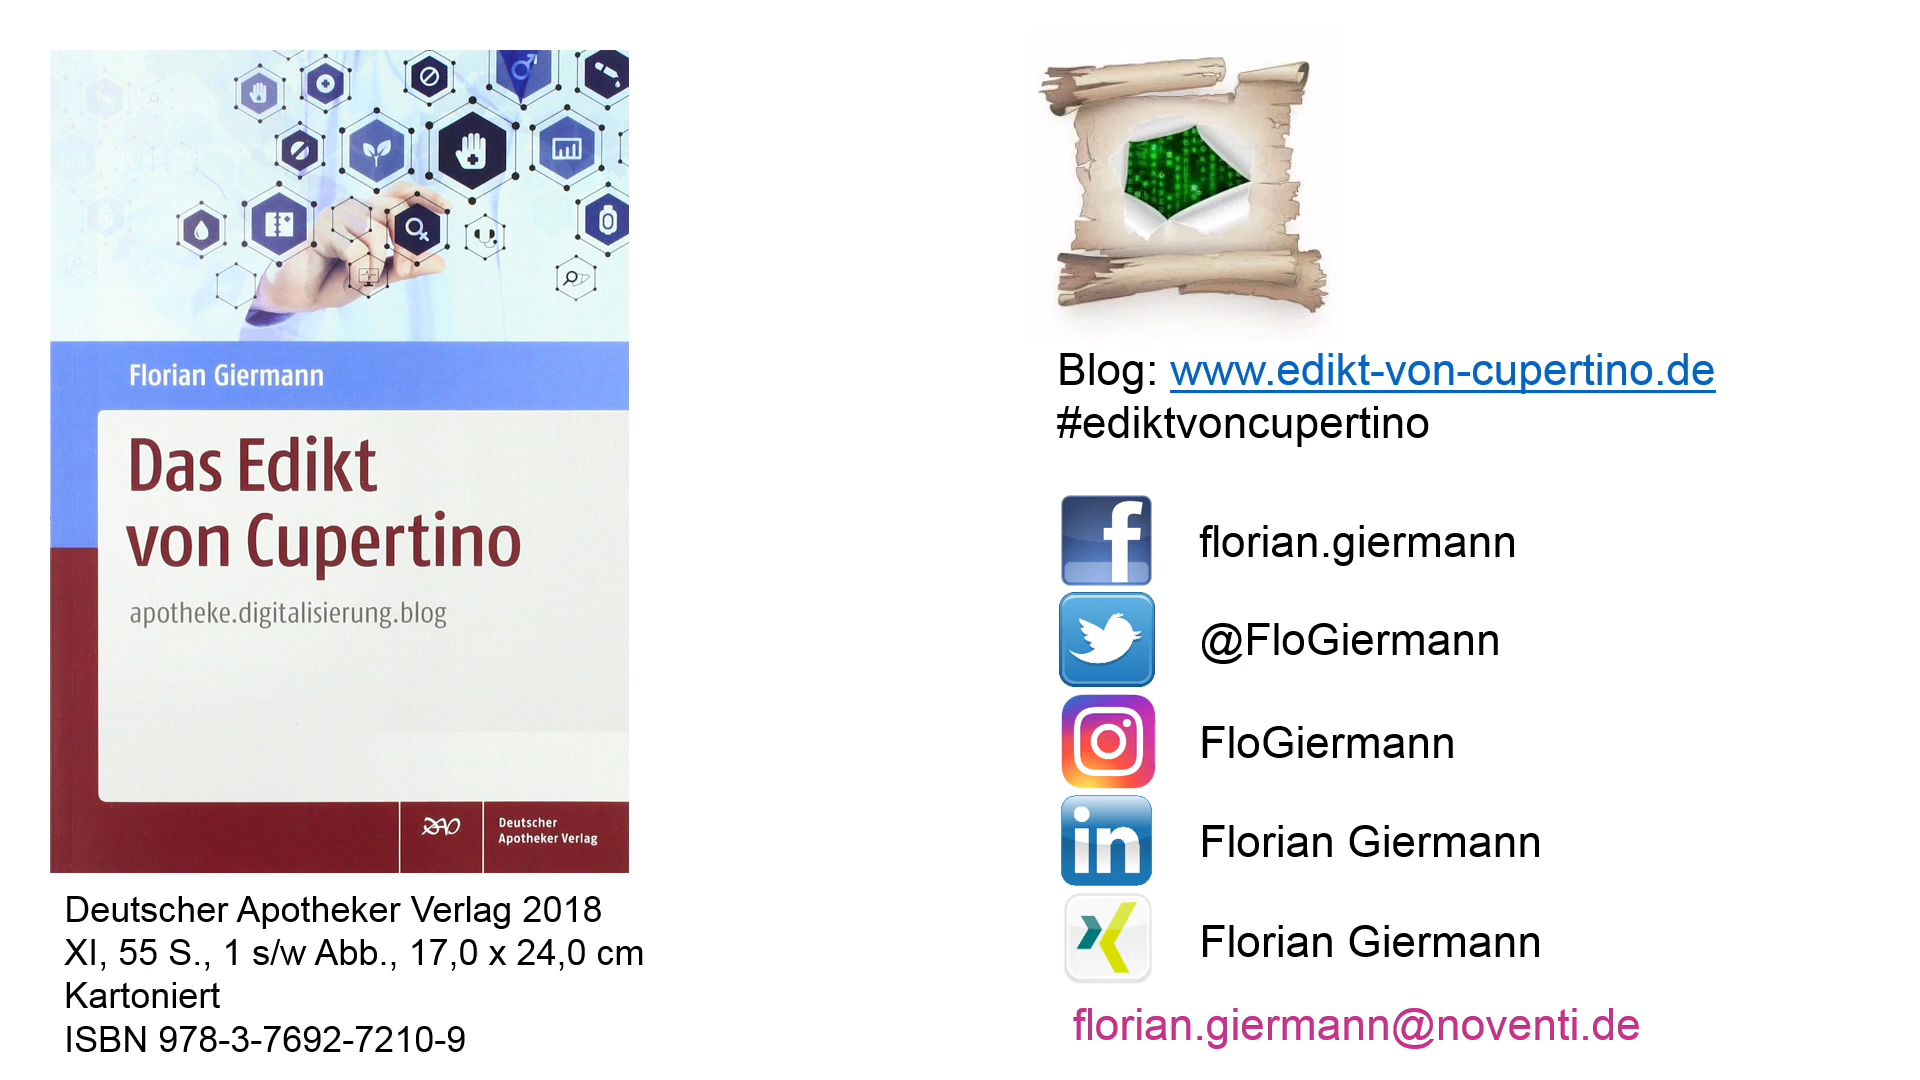 Florian Giermann
Das Edikt
von Cupertino
apotheke.digitalisierung.blog
DAV
Deutscher
Apotheker Verlag
Deutscher Apotheker Verlag 2018
XI, 55 S., 1 s/w Abb., 17,0 x 24,0 cm
Kartoniert
ISBN 978-3-7692-7210-9
Blog: www.edikt-von-cupertino.de
#ediktvoncupertino
f florian.giermann
@FloGiermann
FloGiermann
in Florian Giermann
Florian Giermann
florian.giermann@noventi.de